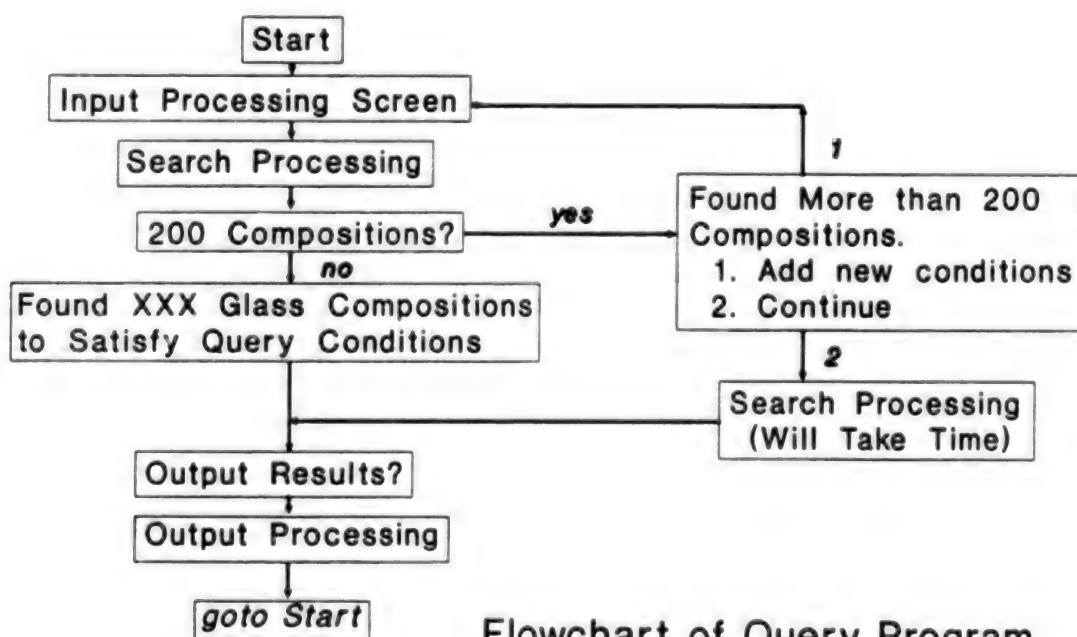 Start
Input Processing Screen
Search Processing
200 Compositions?
yes
no
Found XXX Glass Compositions
to Satisfy Query Conditions
1
Found More than 200
Compositions.
1. Add new conditions
2. Continue
2
Search Processing
(Will Take Time)
Output Results?
Output Processing
goto Start
Flowchart of Query Program